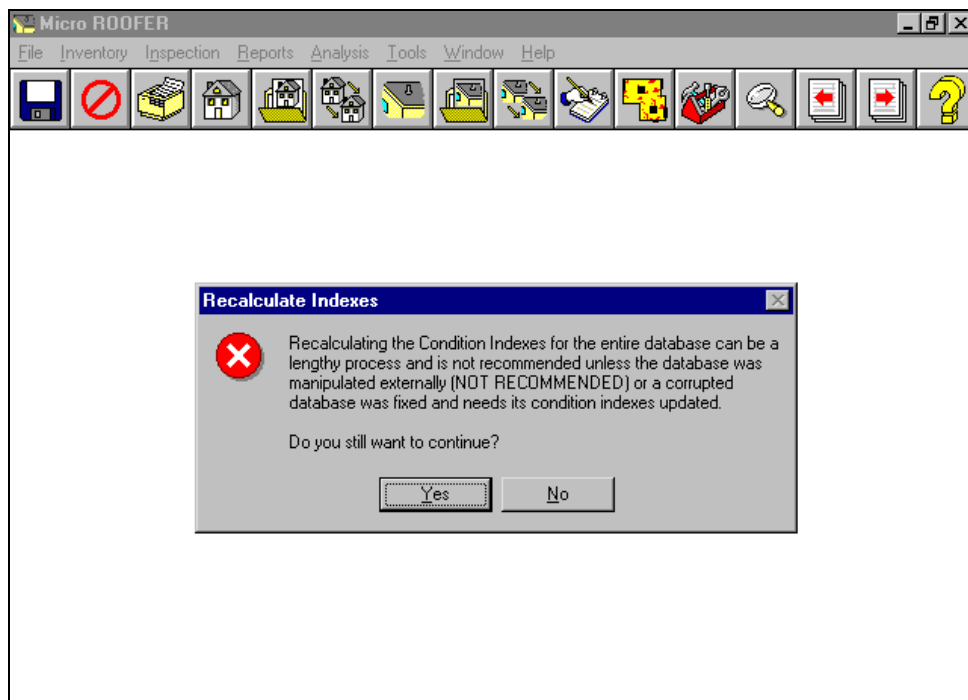 Micro ROOFER
File Inventory Inspection Reports Analysis Tools Window Help
Recalculate Indexes
Recalculating the Condition Indexes for the entire database can be a
lengthy process and is not recommended unless the database was
manipulated externally (NOT RECOMMENDED) or a corrupted
database was fixed and needs its condition indexes updated.
Do you still want to continue?
Yes No